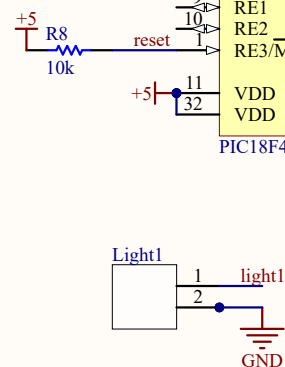 RE1
+5
10
RE2
R8
reset
1
RE3/M
10k
+5
11
VDD
32
VDD
PIC18F4
Light1
1
light1
2
GND